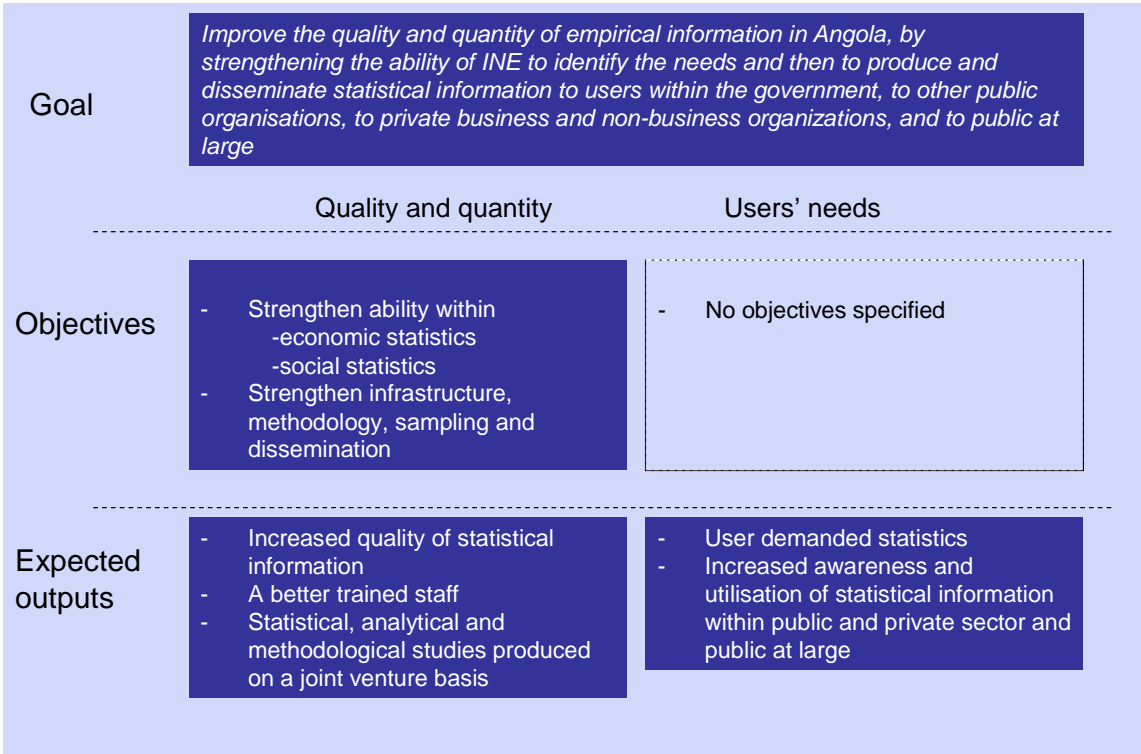 Goal
Improve the quality and quantity of empirical information in Angola, by
strengthening the ability of INE to identify the needs and then to produce and
disseminate statistical information to users within the government, to other public
organisations, to private business and non-business organizations, and to public at
large
Quality and quantity
Users' needs
Objectives
- Strengthen ability within
-economic statistics
-social statistics
- Strengthen infrastructure,
methodology, sampling and
dissemination
- No objectives specified
Expected
outputs
- Increased quality of statistical
information
- A better trained staff
- Statistical, analytical and
methodological studies produced
on a joint venture basis
- User demanded statistics
- Increased awareness and
utilisation of statistical information
within public and private sector and
public at large